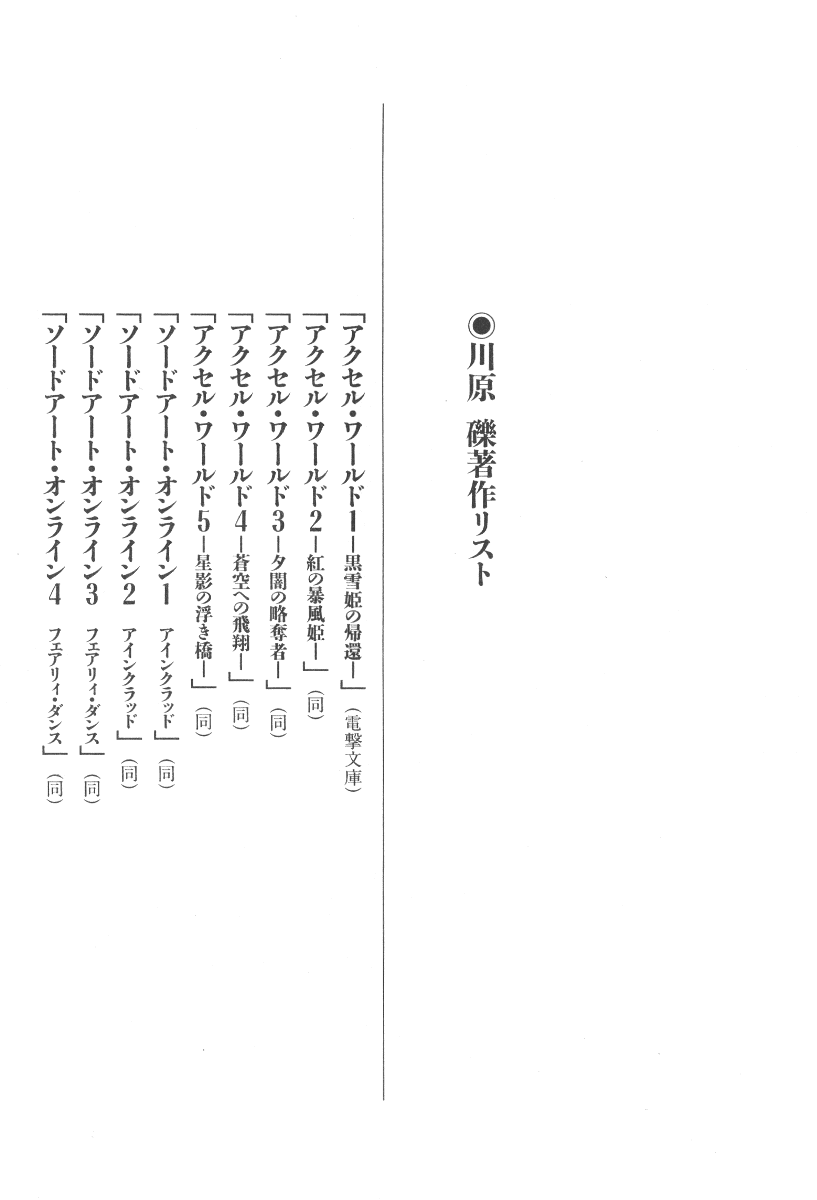 ◉川原 礫著作リスト
「アクセル・ワールド1―黒雪姫の帰還―」(電撃文庫)
「アクセル・ワールド2―紅の暴風姫―」(同)
「アクセル・ワールド3―夕闇の略奪者―」(同)
「アクセル・ワールド4―蒼空への飛翔―」(同)
「アクセル・ワールド5―星影の浮き橋―」(同)
「ソードアート・オンライン1 アインクラッド」(同)
「ソードアート・オンライン2 アインクラッド」(同)
「ソードアート・オンライン3 フェアリィ・ダンス」(同)
「ソードアート・オンライン4 フェアリィ・ダンス」(同)